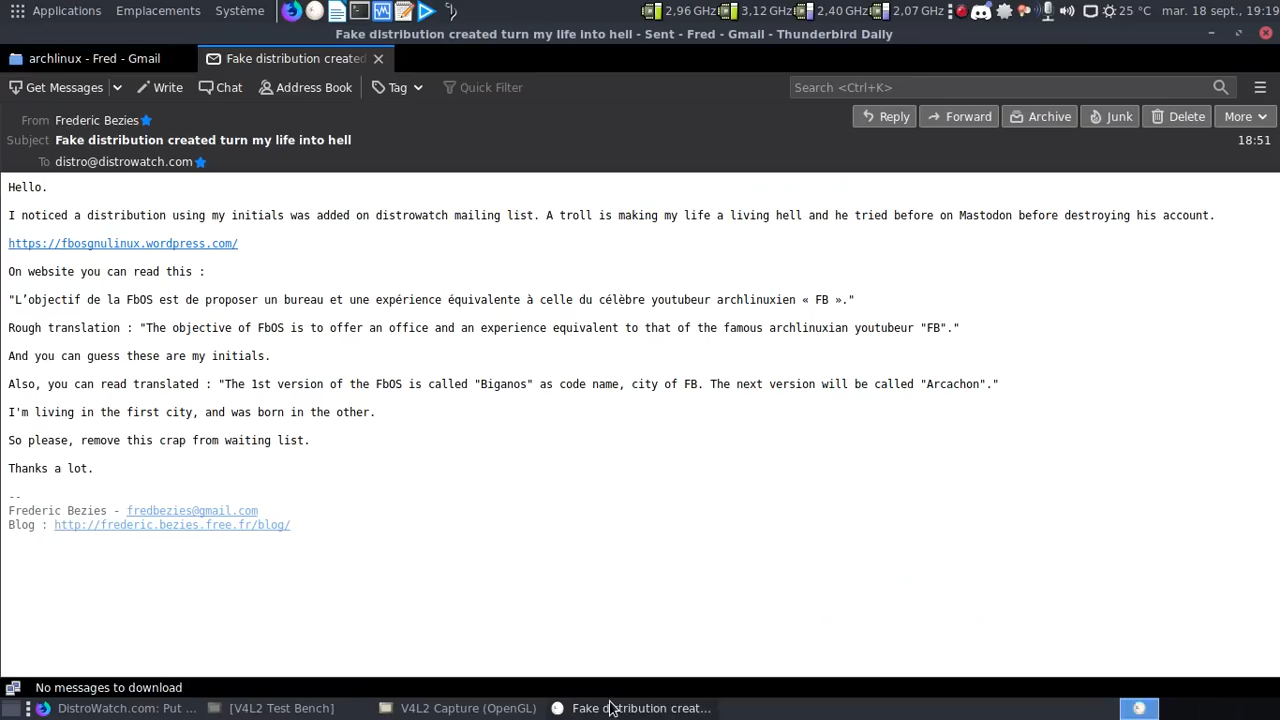 Applications Emplacements Système 2,96 GHz 3,12 GHz 2,40 GHz 2,07 GHz 25 °C mar. 18 sept., 19:19
Fake distribution created turn my life into hell - Sent - Fred - Gmail - Thunderbird Daily
archlinux - Fred - Gmail Fake distribution created
Get Messages Write Chat Address Book Tag Quick Filter Search <Ctrl+K>
From Frederic Bezies Reply Forward Archive Junk Delete More
Subject Fake distribution created turn my life into hell 18:51
To distro@distrowatch.com
Hello.
I noticed a distribution using my initials was added on distrowatch mailing list. A troll is making my life a living hell and he tried before on Mastodon before destroying his account.
https://fbosgnulinux.wordpress.com/
On website you can read this :
"L’objectif de la FbOS est de proposer un bureau et une expérience équivalente à celle du célèbre youtubeur archlinuxien « FB »."
Rough translation : "The objective of FbOS is to offer an office and an experience equivalent to that of the famous archlinuxian youtubeur "FB"."
And you can guess these are my initials.
Also, you can read translated : "The 1st version of the FbOS is called "Biganos" as code name, city of FB. The next version will be called "Arcachon"."
I'm living in the first city, and was born in the other.
So please, remove this crap from waiting list.
Thanks a lot.
--
Frederic Bezies - fredbezies@gmail.com
Blog : http://frederic.bezies.free.fr/blog/
No messages to download
DistroWatch.com: Put ... [V4L2 Test Bench] V4L2 Capture (OpenGL) Fake distribution creat...